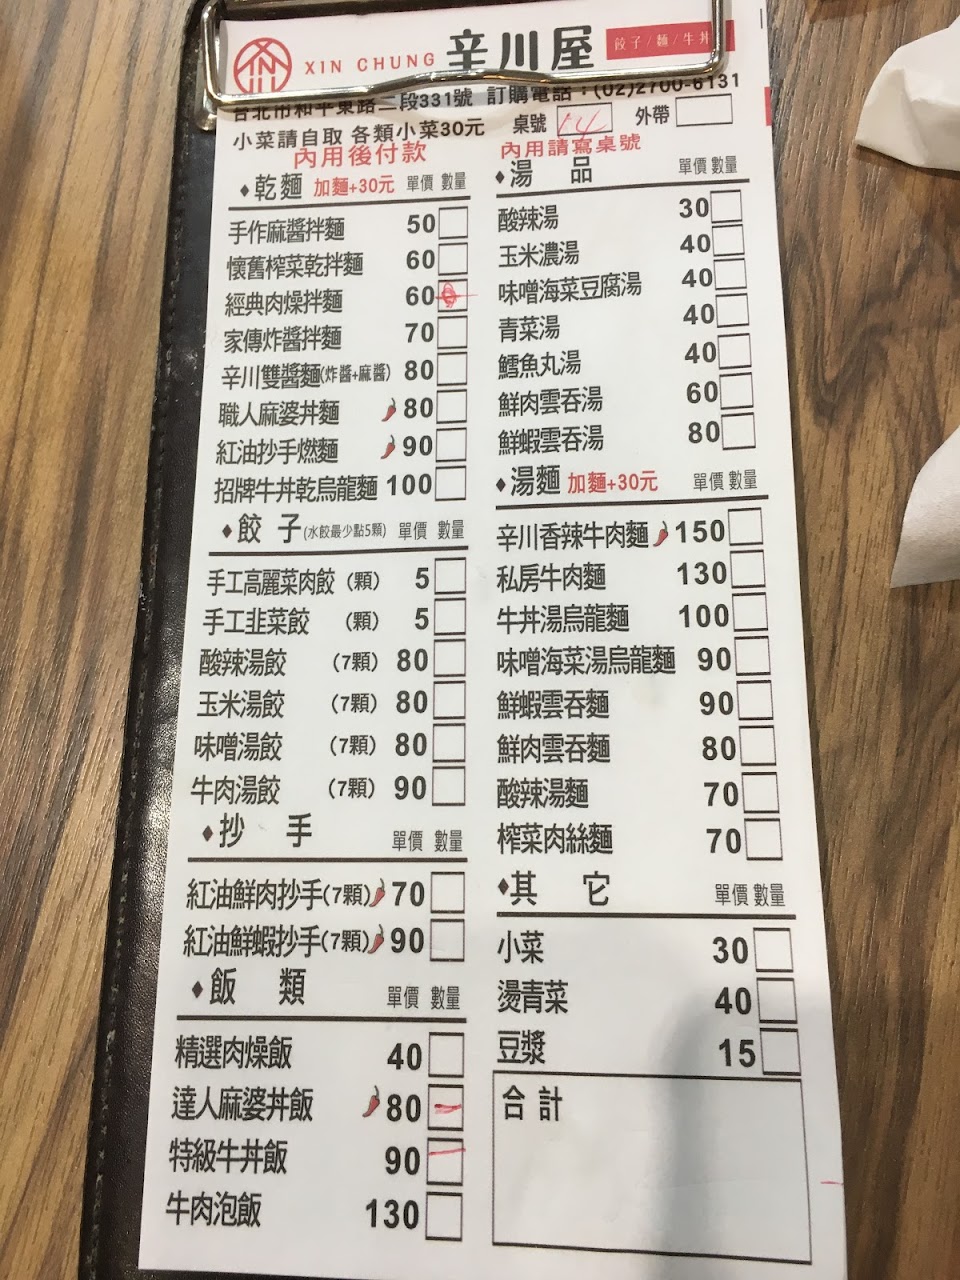 XIN CHUNG 辛川屋 餃子/麵/牛丼
台北市和平東路二段331號 訂購電話:(02)2700-6131
小菜請自取 各類小菜30元 桌號 14 外帶
內用後付款 內用請寫桌號
♦乾麵 加麵+30元 單價 數量
手作麻醬拌麵 50
懷舊榨菜乾拌麵 60
經典肉燥拌麵 60
家傳炸醬拌麵 70
辛川雙醬麵(炸醬+麻醬) 80
職人麻婆丼麵 80
紅油抄手燃麵 90
招牌牛丼乾烏龍麵 100
♦餃 子(水餃最少點5顆) 單價 數量
手工高麗菜肉餃 (顆) 5
手工韭菜餃 (顆) 5
酸辣湯餃 (7顆) 80
玉米湯餃 (7顆) 80
味噌湯餃 (7顆) 80
牛肉湯餃 (7顆) 90
♦抄 手 單價 數量
紅油鮮肉抄手(7顆) 70
紅油鮮蝦抄手(7顆) 90
♦飯 類 單價 數量
精選肉燥飯 40
達人麻婆丼飯 80
特級牛丼飯 90
牛肉泡飯 130
♦湯 品 單價 數量
酸辣湯 30
玉米濃湯 40
味噌海菜豆腐湯 40
青菜湯 40
鱈魚丸湯 40
鮮肉雲吞湯 60
鮮蝦雲吞湯 80
♦湯麵 加麵+30元 單價 數量
辛川香辣牛肉麵 150
私房牛肉麵 130
牛丼湯烏龍麵 100
味噌海菜湯烏龍麵 90
鮮蝦雲吞麵 90
鮮肉雲吞麵 80
酸辣湯麵 70
榨菜肉絲麵 70
♦其 它 單價 數量
小菜 30
燙青菜 40
豆漿 15
合計